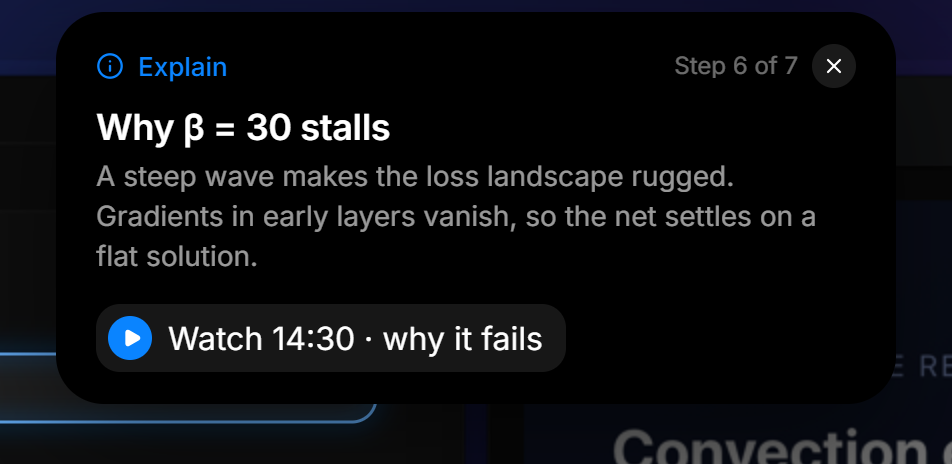 Explain
Step 6 of 7
Why β = 30 stalls
A steep wave makes the loss landscape rugged.
Gradients in early layers vanish, so the net settles on a
flat solution.
Watch 14:30 · why it fails
E RE
Convection